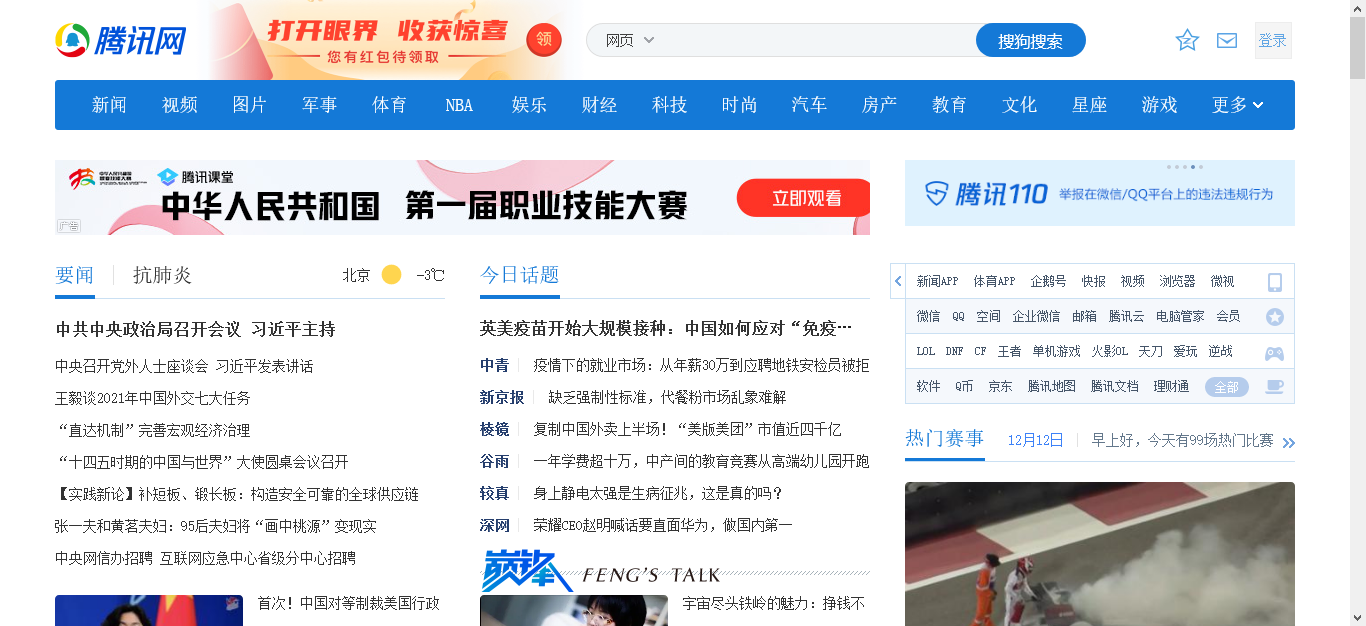 腾讯网
打开眼界 收获惊喜
您有红包待领取
领
网页
搜狗搜索
登录
新闻 视频 图片 军事 体育 NBA 娱乐 财经 科技 时尚 汽车 房产 教育 文化 星座 游戏 更多
腾讯课堂
中华人民共和国 第一届职业技能大赛
立即观看
广告
腾讯110 举报在微信/QQ平台上的违法违规行为
要闻 抗肺炎
北京 -3℃
中共中央政治局召开会议 习近平主持
中央召开党外人士座谈会 习近平发表讲话
王毅谈2021年中国外交七大任务
“直达机制”完善宏观经济治理
“十四五时期的中国与世界”大使圆桌会议召开
【实践新论】补短板、锻长板：构造安全可靠的全球供应链
张一夫和黄茗夫妇：95后夫妇将“画中桃源”变现实
中央网信办招聘 互联网应急中心省级分中心招聘
首次！中国对等制裁美国行政
今日话题
英美疫苗开始大规模接种：中国如何应对“免疫…
中青 疫情下的就业市场：从年薪30万到应聘地铁安检员被拒
新京报 缺乏强制性标准，代餐粉市场乱象难解
棱镜 复制中国外卖上半场！“美版美团”市值近四千亿
谷雨 一年学费超十万，中产间的教育竞赛从高端幼儿园开跑
较真 身上静电太强是生病征兆，这是真的吗？
深网 荣耀CEO赵明喊话要直面华为，做国内第一
巅锋 FENG'S TALK
宇宙尽头铁岭的魅力：挣钱不
新闻APP 体育APP 企鹅号 快报 视频 浏览器 微视
微信 QQ 空间 企业微信 邮箱 腾讯云 电脑管家 会员
LOL DNF CF 王者 单机游戏 火影OL 天刀 爱玩 逆战
软件 Q币 京东 腾讯地图 腾讯文档 理财通 全部
热门赛事 12月12日 早上好，今天有99场热门比赛